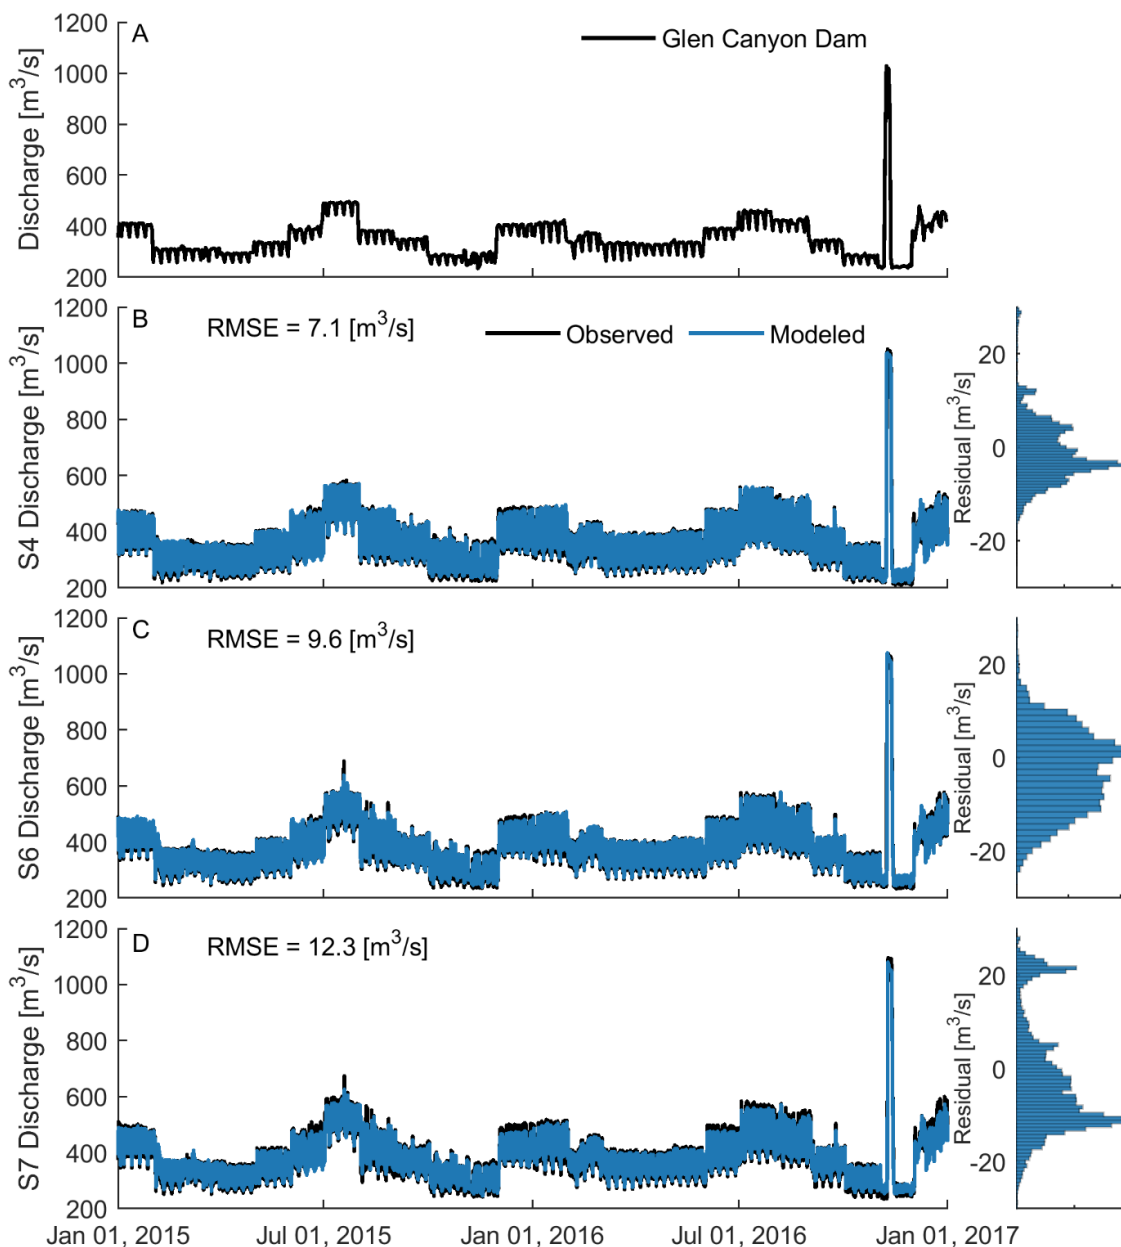 A
Glen Canyon Dam
Discharge [m³/s]
1200
1000
800
600
400
200
B
RMSE = 7.1 [m³/s]
Observed
Modeled
S4 Discharge [m³/s]
1200
1000
800
600
400
200
Residual [m³/s]
20
0
-20
C
RMSE = 9.6 [m³/s]
S6 Discharge [m³/s]
1200
1000
800
600
400
200
Residual [m³/s]
20
0
-20
D
RMSE = 12.3 [m³/s]
S7 Discharge [m³/s]
1200
1000
800
600
400
200
Residual [m³/s]
20
0
-20
Jan 01, 2015
Jul 01, 2015
Jan 01, 2016
Jul 01, 2016
Jan 01, 2017